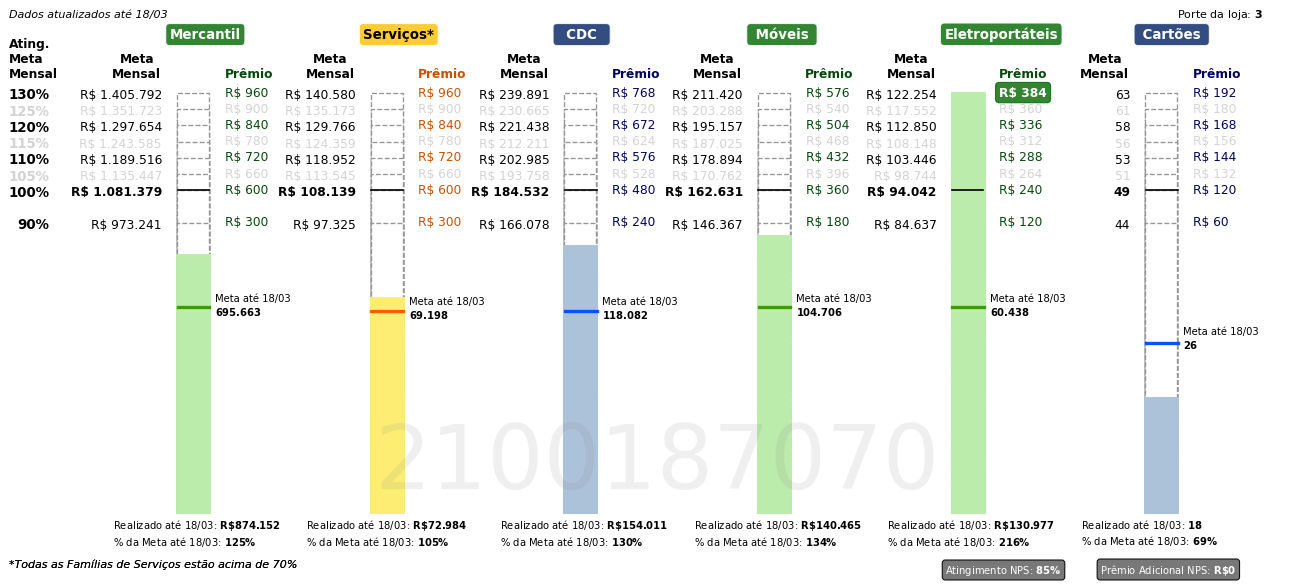 Dados atualizados até 18/03 Porte da loja: 3
Mercantil Serviços* CDC Móveis Eletroportáteis Cartões
Ating.
Meta Meta Meta Meta Meta Meta Meta
Mensal Mensal Prêmio Mensal Prêmio Mensal Prêmio Mensal Prêmio Mensal Prêmio Mensal Prêmio
130% R$ 1.405.792 R$ 960 R$ 140.580 R$ 960 R$ 239.891 R$ 768 R$ 211.420 R$ 576 R$ 122.254 R$ 384 63 R$ 192
125% R$ 1.351.723 R$ 900 R$ 135.173 R$ 900 R$ 230.665 R$ 720 R$ 203.288 R$ 540 R$ 117.552 R$ 360 61 R$ 180
120% R$ 1.297.654 R$ 840 R$ 129.766 R$ 840 R$ 221.438 R$ 672 R$ 195.157 R$ 504 R$ 112.850 R$ 336 58 R$ 168
115% R$ 1.243.585 R$ 780 R$ 124.359 R$ 780 R$ 212.211 R$ 624 R$ 187.025 R$ 468 R$ 108.148 R$ 312 56 R$ 156
110% R$ 1.189.516 R$ 720 R$ 118.952 R$ 720 R$ 202.985 R$ 576 R$ 178.894 R$ 432 R$ 103.446 R$ 288 53 R$ 144
105% R$ 1.135.447 R$ 660 R$ 113.545 R$ 660 R$ 193.758 R$ 528 R$ 170.762 R$ 396 R$ 98.744 R$ 264 51 R$ 132
100% R$ 1.081.379 R$ 600 R$ 108.139 R$ 600 R$ 184.532 R$ 480 R$ 162.631 R$ 360 R$ 94.042 R$ 240 49 R$ 120
90% R$ 973.241 R$ 300 R$ 97.325 R$ 300 R$ 166.078 R$ 240 R$ 146.367 R$ 180 R$ 84.637 R$ 120 44 R$ 60
Meta até 18/03 Meta até 18/03 Meta até 18/03 Meta até 18/03 Meta até 18/03
695.663 69.198 118.082 104.706 60.438
Meta até 18/03
26
2100187070
Realizado até 18/03: R$874.152 Realizado até 18/03: R$72.984 Realizado até 18/03: R$154.011 Realizado até 18/03: R$140.465 Realizado até 18/03: R$130.977 Realizado até 18/03: 18
% da Meta até 18/03: 125% % da Meta até 18/03: 105% % da Meta até 18/03: 130% % da Meta até 18/03: 134% % da Meta até 18/03: 216% % da Meta até 18/03: 69%
*Todas as Famílias de Serviços estão acima de 70% Atingimento NPS: 85% Prêmio Adicional NPS: R$0